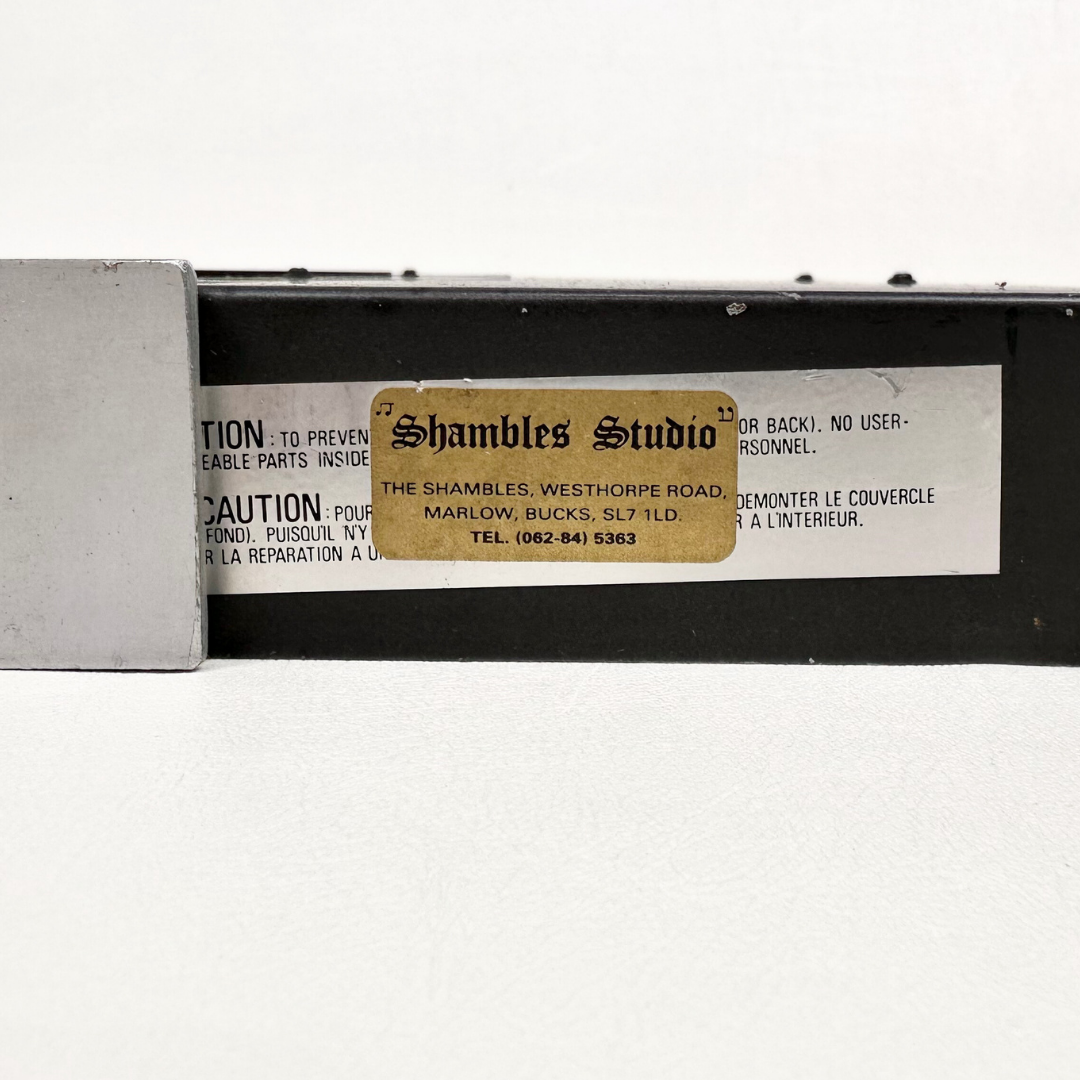 TION : TO PREVEN
OR BACK). NO USER-
EABLE PARTS INSIDE
RSONNEL.
CAUTION : POUR
DEMONTER LE COUVERCLE
FOND). PUISQU'IL N'Y
R A L'INTERIEUR.
R LA REPARATION A U
"Shambles Studio"
THE SHAMBLES, WESTHORPE ROAD,
MARLOW, BUCKS, SL7 1LD.
TEL. (062-84) 5363